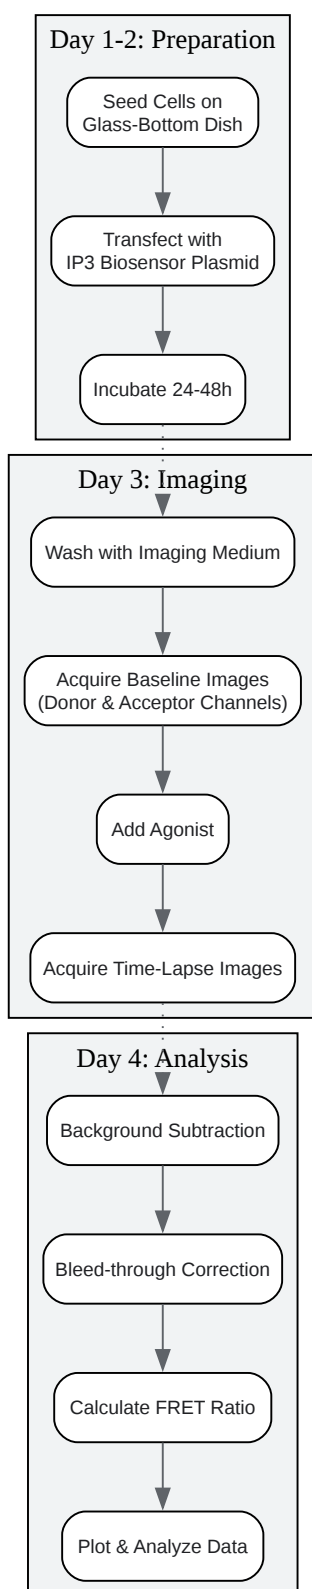 Day 1-2: Preparation
Seed Cells on
Glass-Bottom Dish
Transfect with
IP3 Biosensor Plasmid
Incubate 24-48h
Day 3: Imaging
Wash with Imaging Medium
Acquire Baseline Images
(Donor & Acceptor Channels)
Add Agonist
Acquire Time-Lapse Images
Day 4: Analysis
Background Subtraction
Bleed-through Correction
Calculate FRET Ratio
Plot & Analyze Data